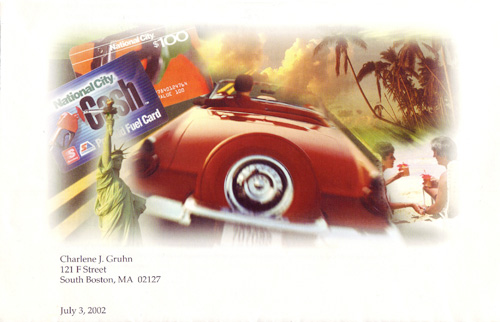 National City
$100
National City
Cash
Fuel Card
Charlene J. Gruhn
121 F Street
South Boston, MA 02127
July 3, 2002